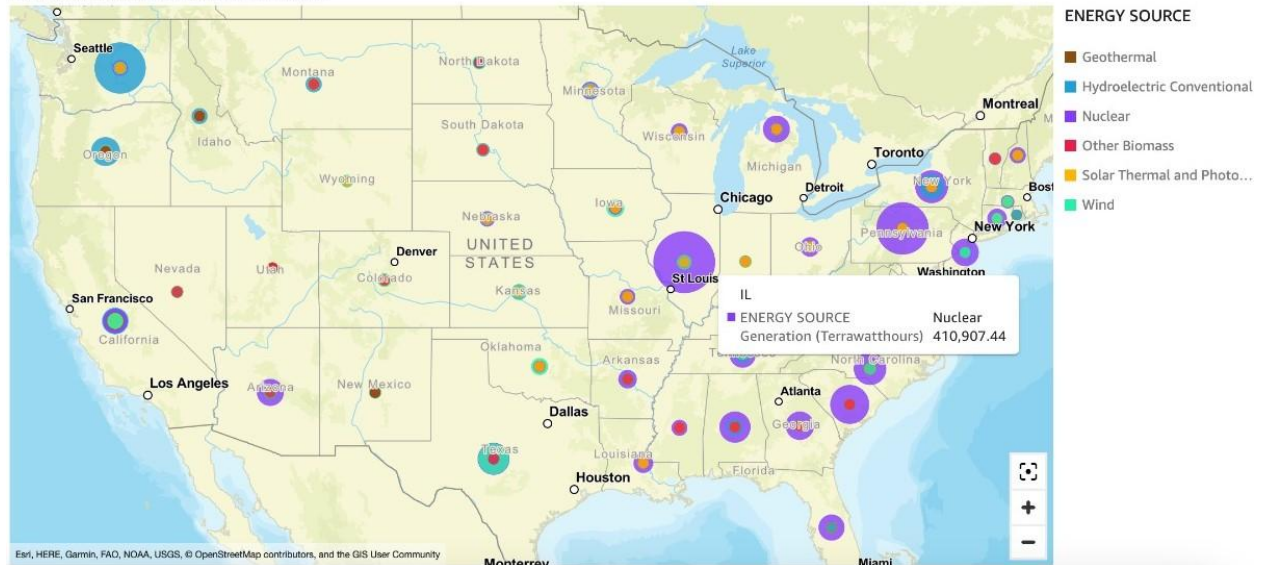 Seattle
Montana
North Dakota
Minnesota
Lake
Superior
Montreal
Idaho
South Dakota
Wisconsin
Michigan
Toronto
Oregon
Wyoming
Iowa
Chicago
Detroit
New York
Bost
Nebraska
UNITED
STATES
Denver
Ohio
Pennsylvania
New York
Nevada
Utah
Colorado
Kansas
St Louis
Washington
San Francisco
California
Missouri
IL
ENERGY SOURCE Nuclear
Generation (Terrawatthours) 410,907.44
Oklahoma
Arkansas
North Carolina
Los Angeles
Arizona
New Mexico
Atlanta
Dallas
Georgia
Texas
Louisiana
Houston
Florida
Monterrey
Miami
Esri, HERE, Garmin, FAO, NOAA, USGS, © OpenStreetMap contributors, and the GIS User Community
ENERGY SOURCE
Geothermal
Hydroelectric Conventional
Nuclear
Other Biomass
Solar Thermal and Photo...
Wind